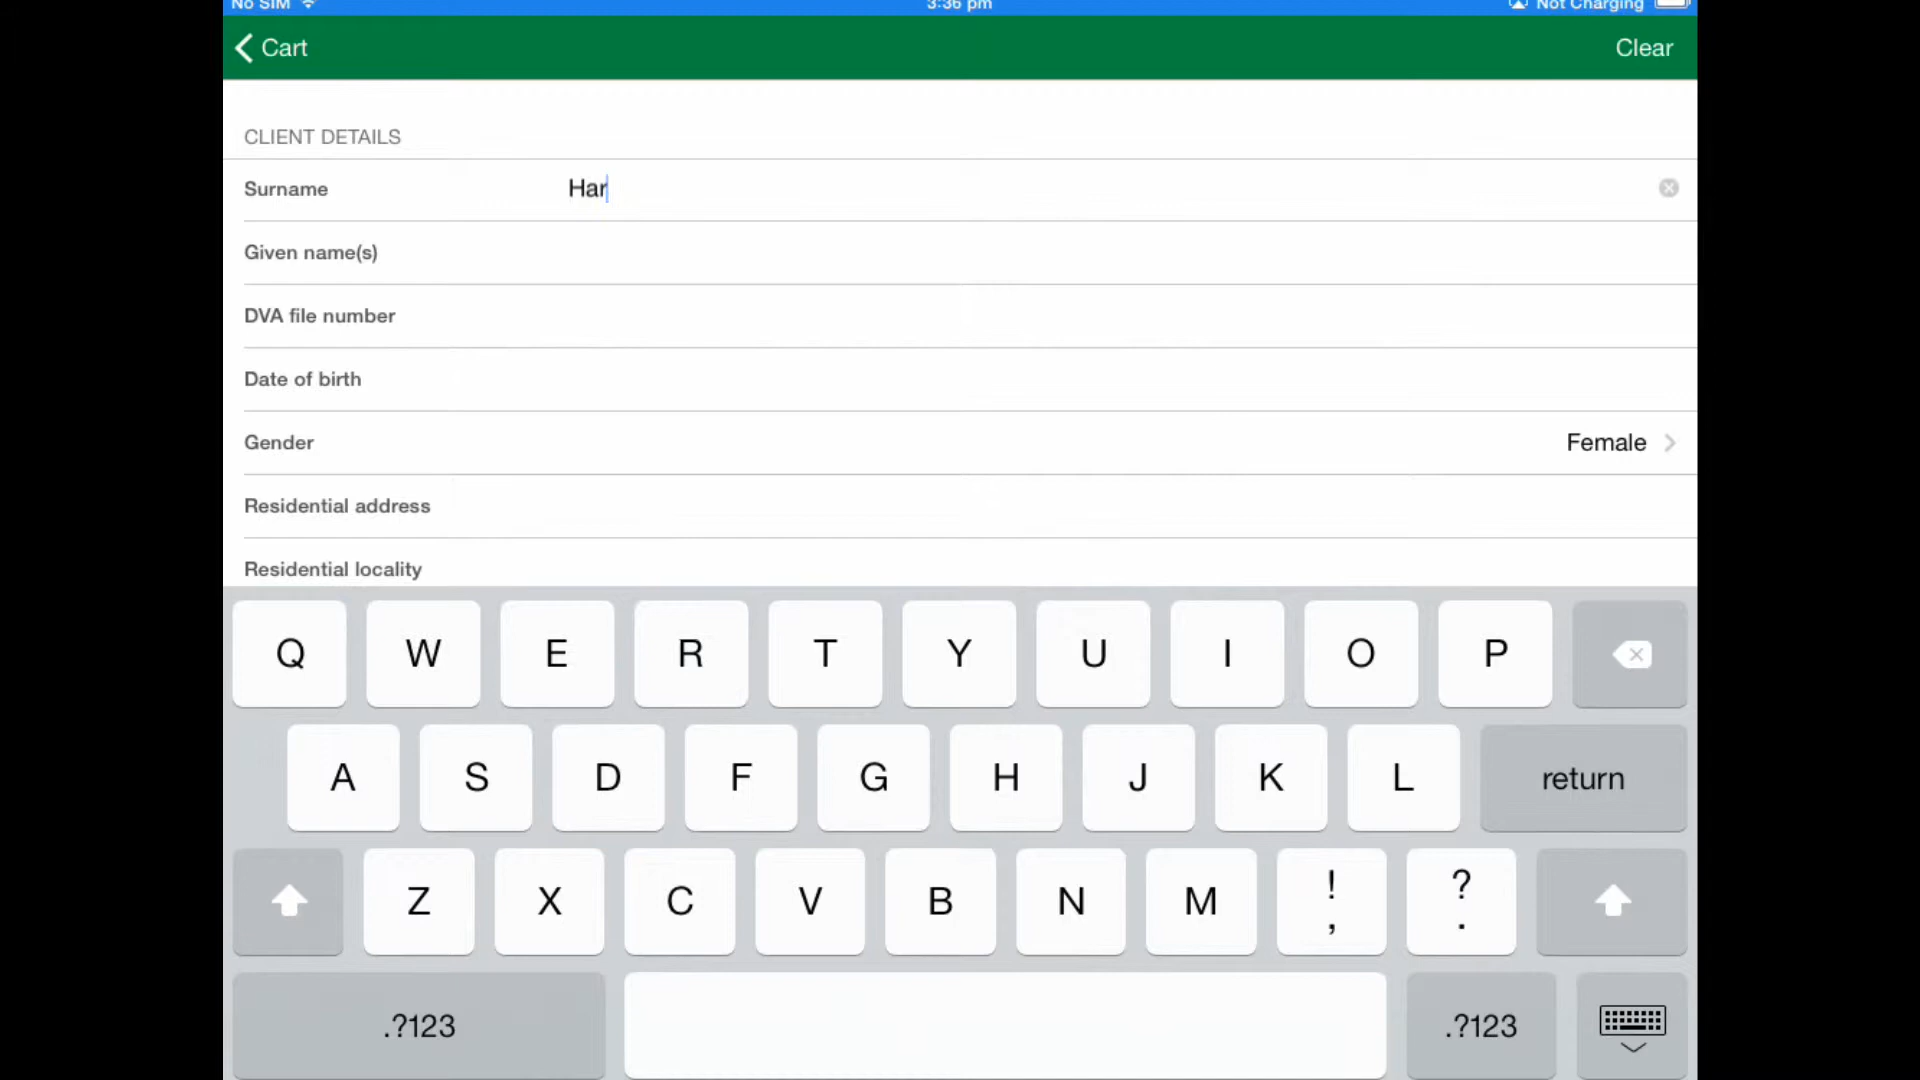 No SIM 3:36 pm Not Charging
Cart Clear
CLIENT DETAILS
Surname Har
Given name(s)
DVA file number
Date of birth
Gender Female
Residential address
Residential locality
Q W E R T Y U I O P
A S D F G H J K L return
Z X C V B N M ! , ? .
.?123 .?123